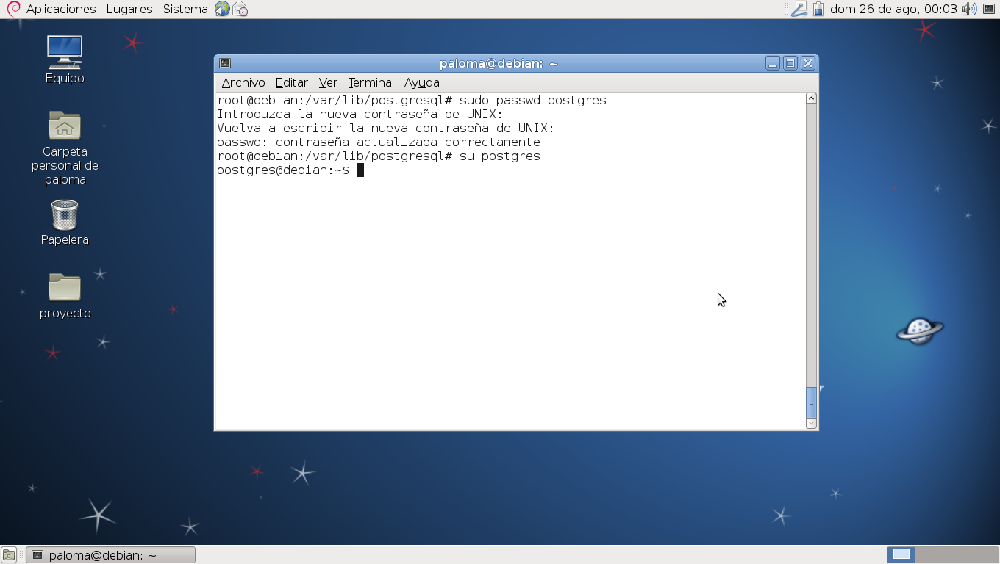 Aplicaciones Lugares Sistema dom 26 de ago, 00:03
Equipo
Carpeta
personal de
paloma
Papelera
proyecto
paloma@debian: ~
Archivo Editar Ver Terminal Ayuda
root@debian:/var/lib/postgresql# sudo passwd postgres
Introduzca la nueva contraseña de UNIX:
Vuelva a escribir la nueva contraseña de UNIX:
passwd: contraseña actualizada correctamente
root@debian:/var/lib/postgresql# su postgres
postgres@debian:~$
paloma@debian: ~